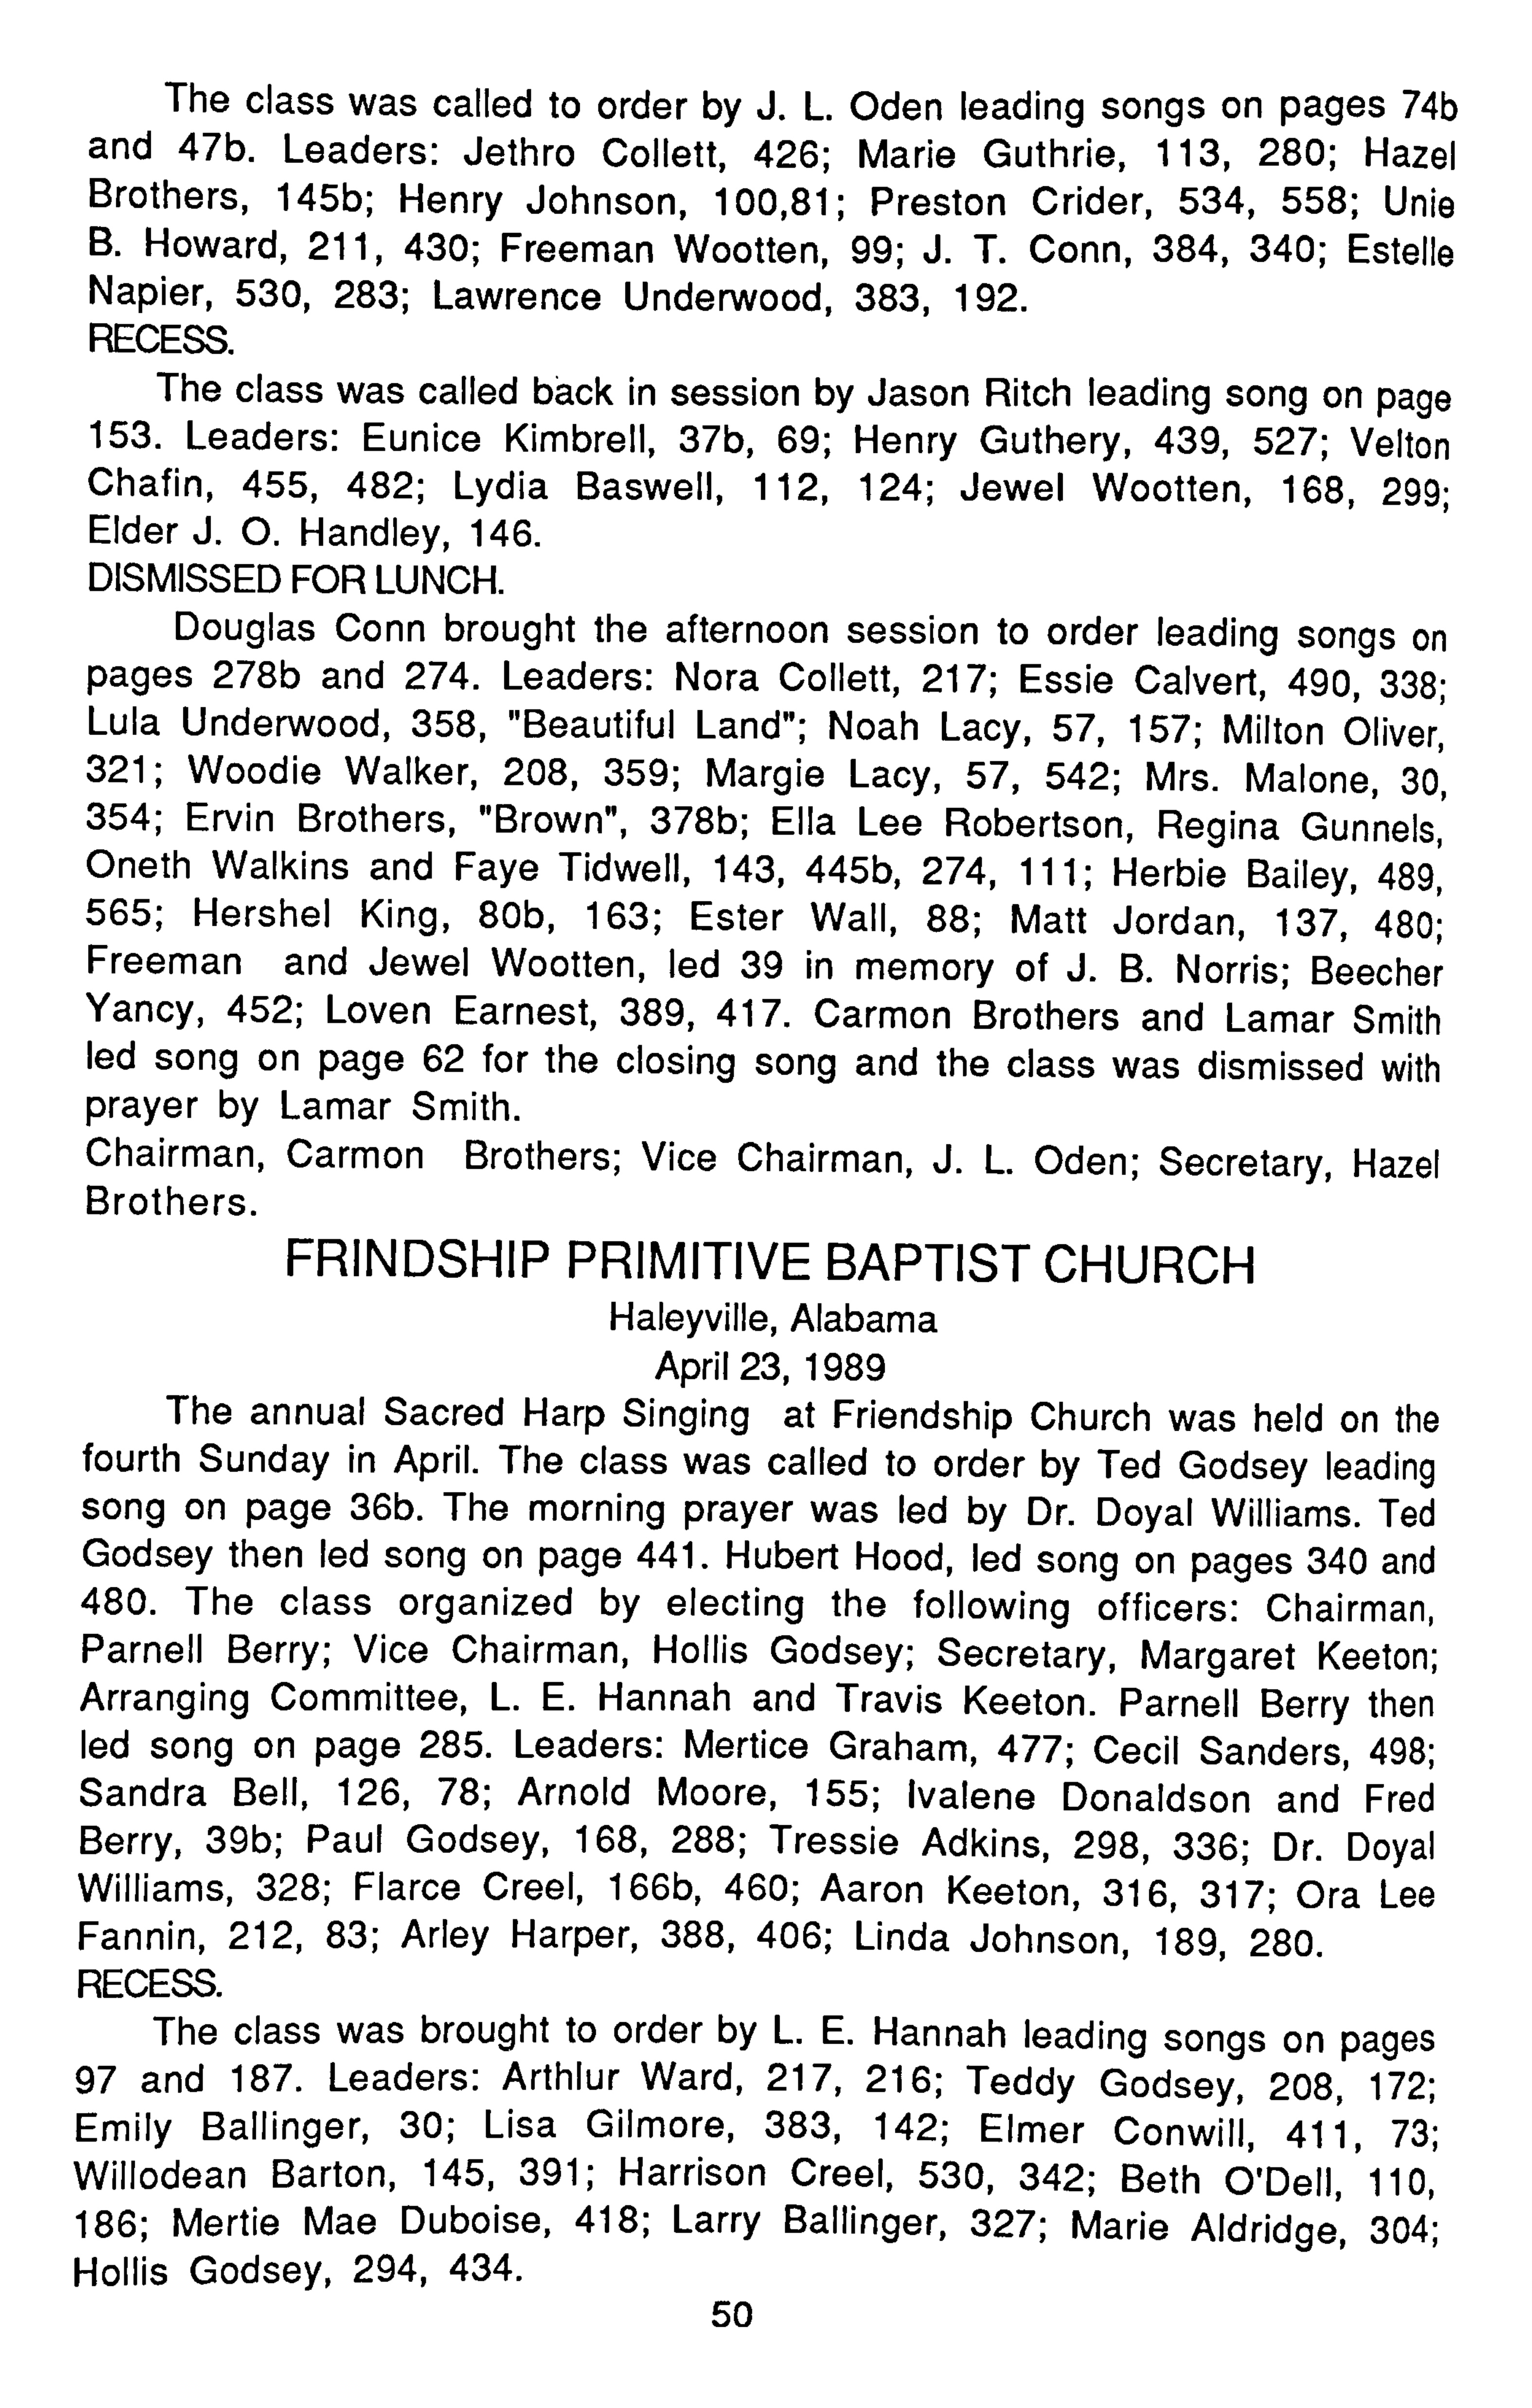 The class was called to order by J. L. Oden leading songs on pages 74b
and 47b. Leaders: Jethro Collett, 426; Marie Guthrie, 113, 280; Hazel
Brothers, 145b; Henry Johnson, 100,81; Preston Crider, 534, 558; Unie
B. Howard, 211, 430; Freeman Wootten, 99; J. T. Conn, 384, 340; Estelle
Napier, 530, 283; Lawrence Underwood, 383, 192.
RECESS.
The class was called back in session by Jason Ritch leading song on page
153. Leaders: Eunice Kimbrell, 37b, 69; Henry Guthery, 439, 527; Velton
Chafin, 455, 482; Lydia Baswell, 112, 124; Jewel Wootten, 168, 299;
Elder J. O. Handley, 146.
DISMISSED FOR LUNCH.
Douglas Conn brought the afternoon session to order leading songs on
pages 278b and 274. Leaders: Nora Collett, 217; Essie Calvert, 490, 338;
Lula Underwood, 358, "Beautiful Land"; Noah Lacy, 57, 157; Milton Oliver,
321; Woodie Walker, 208, 359; Margie Lacy, 57, 542; Mrs. Malone, 30,
354; Ervin Brothers, "Brown", 378b; Ella Lee Robertson, Regina Gunnels,
Oneth Walkins and Faye Tidwell, 143, 445b, 274, 111; Herbie Bailey, 489,
565; Hershel King, 80b, 163; Ester Wall, 88; Matt Jordan, 137, 480;
Freeman and Jewel Wootten, led 39 in memory of J. B. Norris; Beecher
Yancy, 452; Loven Earnest, 389, 417. Carmon Brothers and Lamar Smith
led song on page 62 for the closing song and the class was dismissed with
prayer by Lamar Smith.
Chairman, Carmon Brothers; Vice Chairman, J. L. Oden; Secretary, Hazel
Brothers.
FRINDSHIP PRIMITIVE BAPTIST CHURCH
Haleyville, Alabama
April 23, 1989
The annual Sacred Harp Singing at Friendship Church was held on the
fourth Sunday in April. The class was called to order by Ted Godsey leading
song on page 36b. The morning prayer was led by Dr. Doyal Williams. Ted
Godsey then led song on page 441. Hubert Hood, led song on pages 340 and
480. The class organized by electing the following officers: Chairman,
Parnell Berry; Vice Chairman, Hollis Godsey; Secretary, Margaret Keeton;
Arranging Committee, L. E. Hannah and Travis Keeton. Parnell Berry then
led song on page 285. Leaders: Mertice Graham, 477; Cecil Sanders, 498;
Sandra Bell, 126, 78; Arnold Moore, 155; Ivalene Donaldson and Fred
Berry, 39b; Paul Godsey, 168, 288; Tressie Adkins, 298, 336; Dr. Doyal
Williams, 328; Flarce Creel, 166b, 460; Aaron Keeton, 316, 317; Ora Lee
Fannin, 212, 83; Arley Harper, 388, 406; Linda Johnson, 189, 280.
RECESS.
The class was brought to order by L. E. Hannah leading songs on pages
97 and 187. Leaders: Arthlur Ward, 217, 216; Teddy Godsey, 208, 172;
Emily Ballinger, 30; Lisa Gilmore, 383, 142; Elmer Conwill, 411, 73;
Willodean Barton, 145, 391; Harrison Creel, 530, 342; Beth O'Dell, 110,
186; Mertie Mae Duboise, 418; Larry Ballinger, 327; Marie Aldridge, 304;
Hollis Godsey, 294, 434.
50